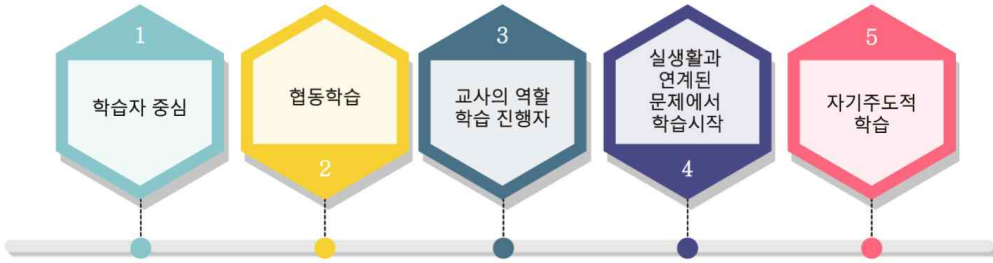 1
학습자 중심
협동학습
2
3
교사의 역할
학습 진행자
실생활과
연계된
문제에서
학습시작
4
5
자기주도적
학습